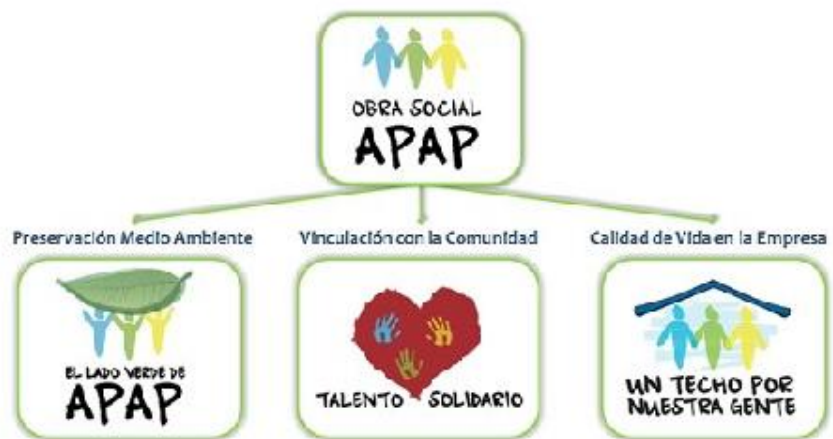 OBRA SOCIAL
APAP
Preservación Medio Ambiente
Vinculación con la Comunidad
Calidad de Vida en la Empresa
EL LADO VERDE DE
APAP
TALENTO SOLIDARIO
UN TECHO POR
NUESTRA GENTE